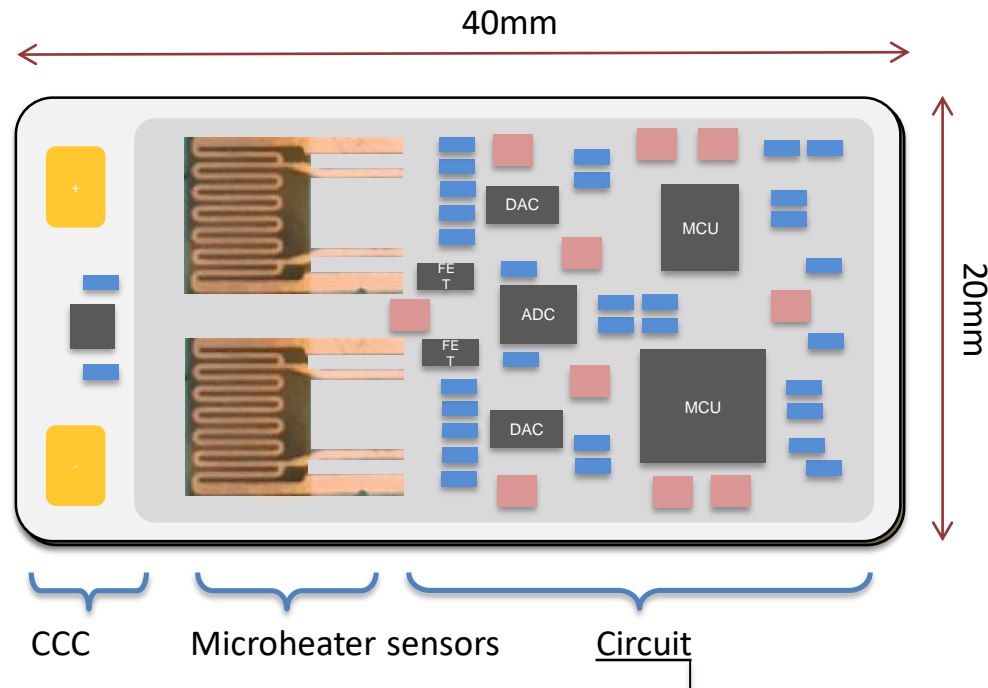 40mm
+
DAC
MCU
FE
T
ADC
20mm
FE
T
MCU
DAC
-
CCC
Microheater sensors
Circuit